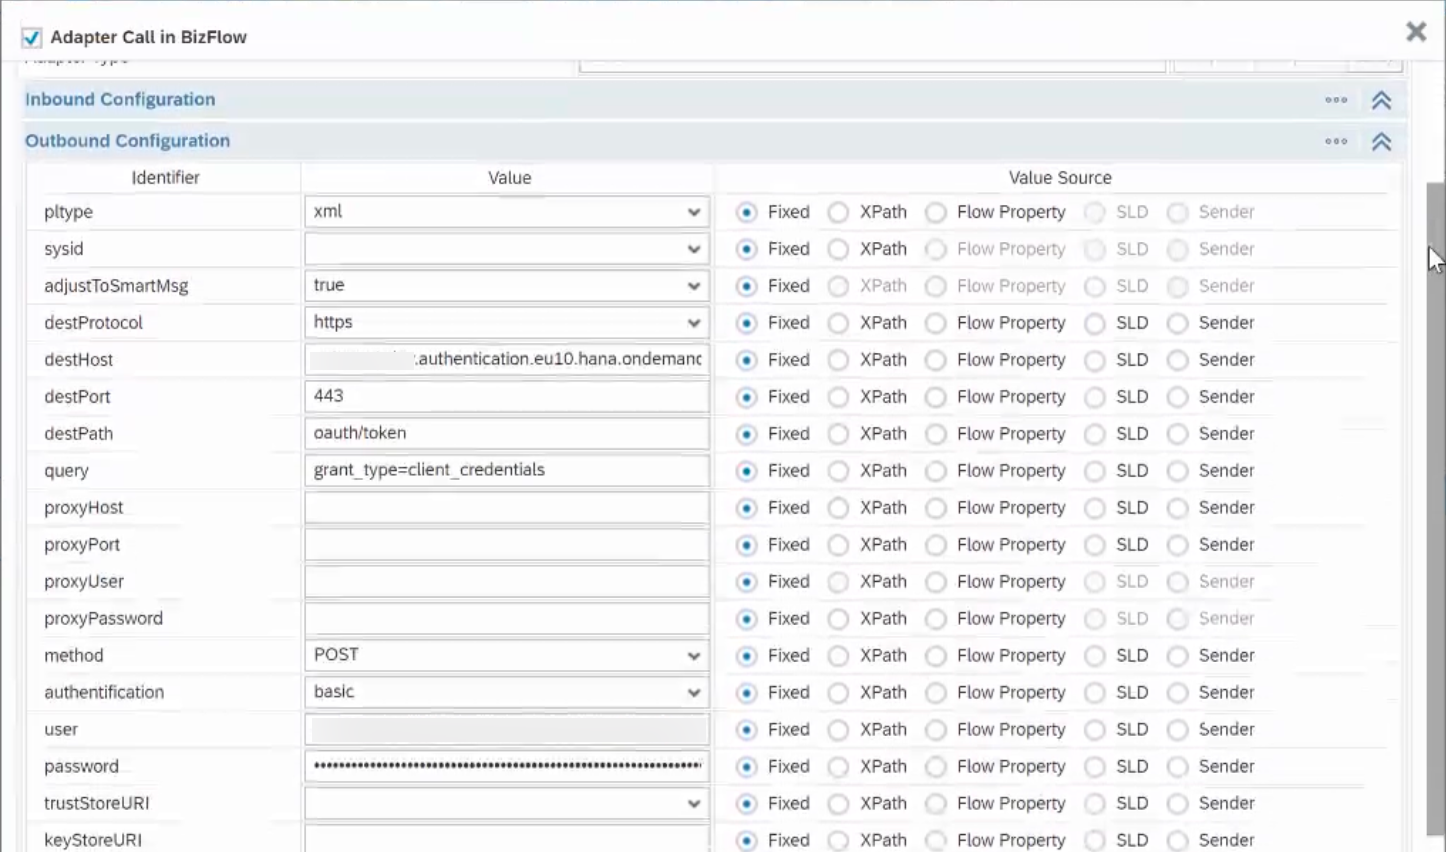 Adapter Call in BizFlow
Inbound Configuration
Outbound Configuration
Identifier Value Value Source
pltype xml Fixed XPath Flow Property SLD Sender
sysid Fixed XPath Flow Property SLD Sender
adjustToSmartMsg true Fixed XPath Flow Property SLD Sender
destProtocol https Fixed XPath Flow Property SLD Sender
destHost .authentication.eu10.hana.ondemand Fixed XPath Flow Property SLD Sender
destPort 443 Fixed XPath Flow Property SLD Sender
destPath oauth/token Fixed XPath Flow Property SLD Sender
query grant_type=client_credentials Fixed XPath Flow Property SLD Sender
proxyHost Fixed XPath Flow Property SLD Sender
proxyPort Fixed XPath Flow Property SLD Sender
proxyUser Fixed XPath Flow Property SLD Sender
proxyPassword Fixed XPath Flow Property SLD Sender
method POST Fixed XPath Flow Property SLD Sender
authentification basic Fixed XPath Flow Property SLD Sender
user Fixed XPath Flow Property SLD Sender
password Fixed XPath Flow Property SLD Sender
trustStoreURI Fixed XPath Flow Property SLD Sender
keyStoreURI Fixed XPath Flow Property SLD Sender